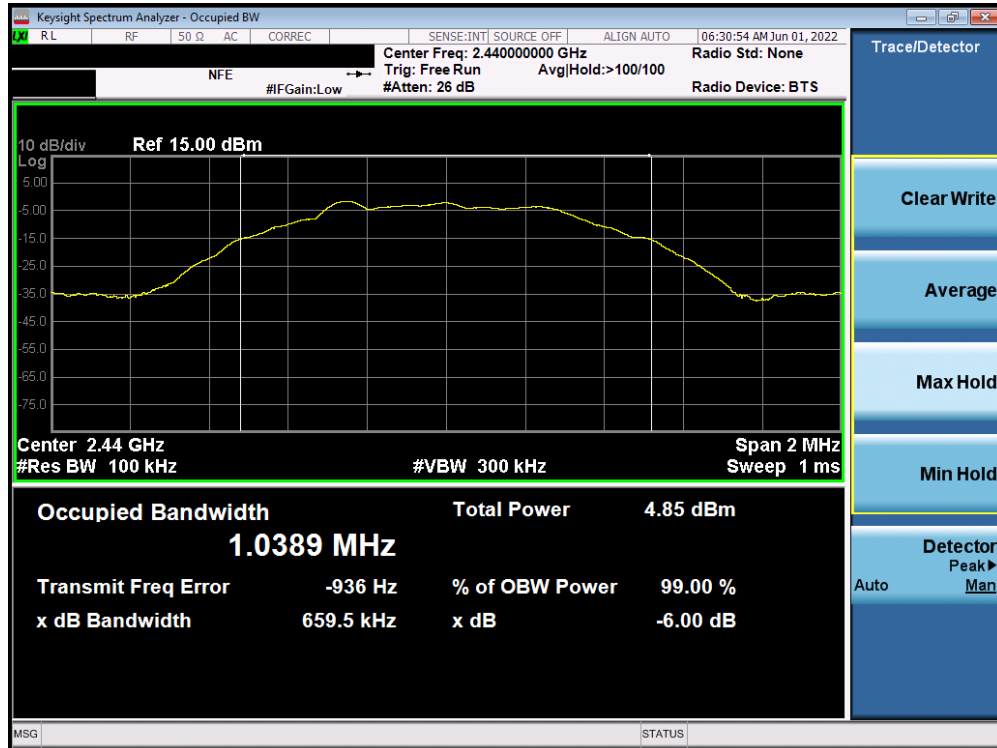 Keysight Spectrum Analyzer - Occupied BW
LXI RL RF 50 Ω AC CORREC SENSE:INT SOURCE OFF ALIGN AUTO 06:30:54 AM Jun 01, 2022
Center Freq: 2.440000000 GHz Radio Std: None
NFE Trig: Free Run Avg|Hold:>100/100
#IFGain:Low #Atten: 26 dB Radio Device: BTS
Trace/Detector
10 dB/div Ref 15.00 dBm
Log
5.00
-5.00
-15.0
-25.0
-35.0
-45.0
-55.0
-65.0
-75.0
Center 2.44 GHz Span 2 MHz
#Res BW 100 kHz #VBW 300 kHz Sweep 1 ms
Occupied Bandwidth Total Power 4.85 dBm
1.0389 MHz
Transmit Freq Error -936 Hz % of OBW Power 99.00 %
x dB Bandwidth 659.5 kHz x dB -6.00 dB
Clear Write
Average
Max Hold
Min Hold
Detector
Peak▶
Auto Man
MSG STATUS